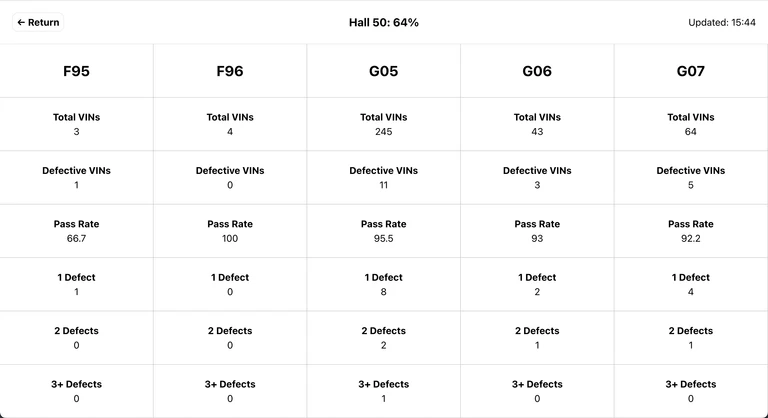 ← Return
Hall 50: 64%
Updated: 15:44
F95 F96 G05 G06 G07
Total VINs Total VINs Total VINs Total VINs Total VINs
3 4 245 43 64
Defective VINs Defective VINs Defective VINs Defective VINs Defective VINs
1 0 11 3 5
Pass Rate Pass Rate Pass Rate Pass Rate Pass Rate
66.7 100 95.5 93 92.2
1 Defect 1 Defect 1 Defect 1 Defect 1 Defect
1 0 8 2 4
2 Defects 2 Defects 2 Defects 2 Defects 2 Defects
0 0 2 1 1
3+ Defects 3+ Defects 3+ Defects 3+ Defects 3+ Defects
0 0 1 0 0